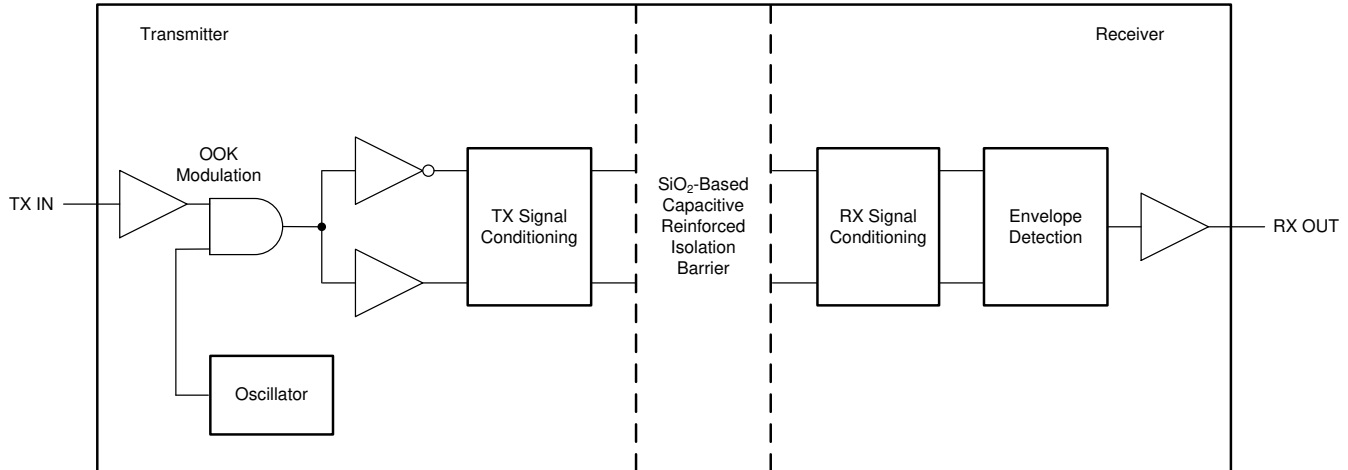 Transmitter
Receiver
OOK
Modulation
TX IN
TX Signal
Conditioning
SiO₂-Based
Capacitive
Reinforced
Isolation
Barrier
RX Signal
Conditioning
Envelope
Detection
RX OUT
Oscillator